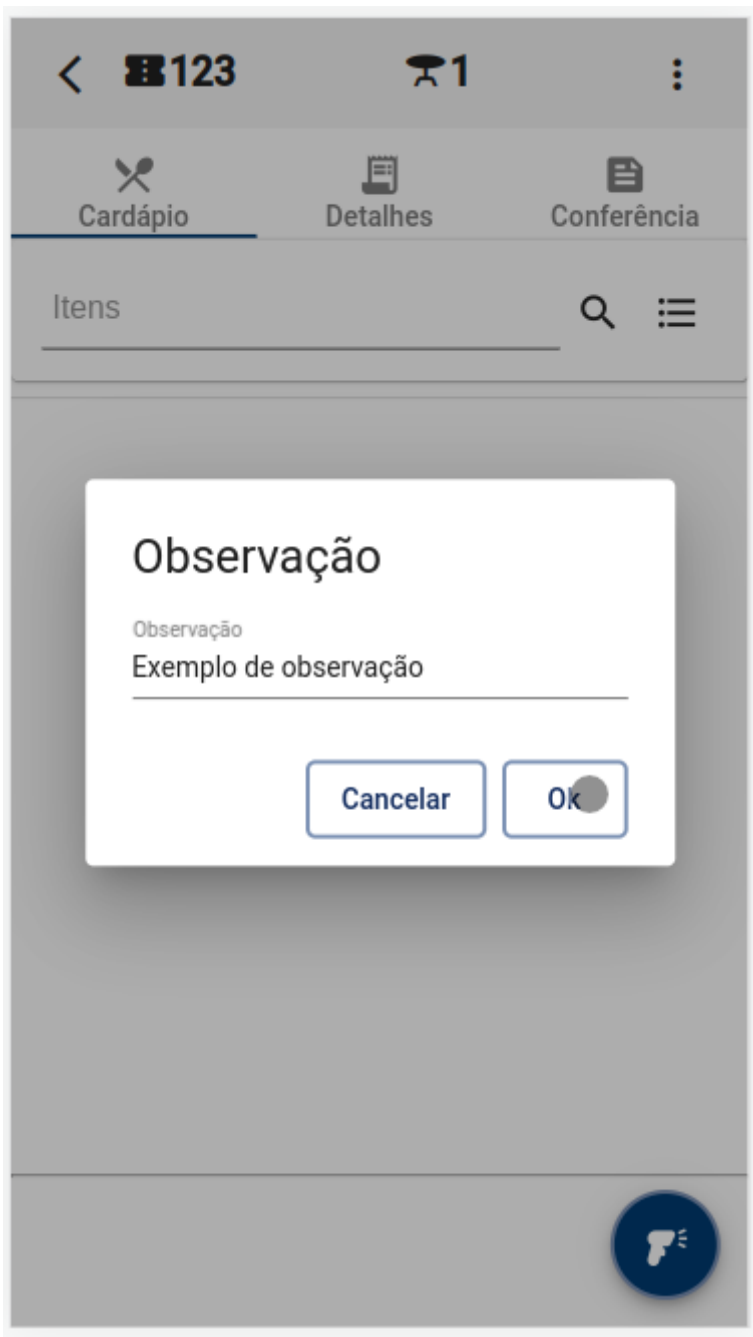 123 1
Cardápio Detalhes Conferência
Itens
Observação
Observação
Exemplo de observação
Cancelar Ok